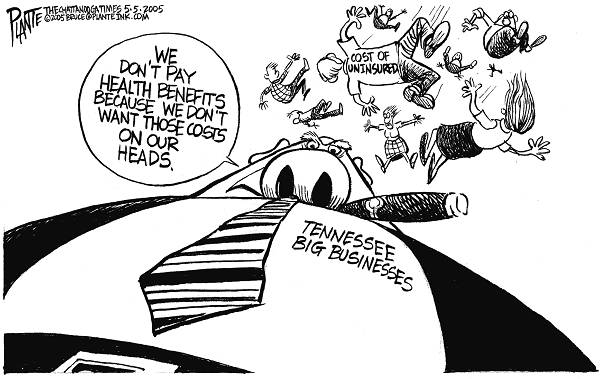 PLANTE
THE CHATTANOOGA TIMES 5.5.2005
©2005 BRUCE@PLANTEINK.COM
WE
DON'T PAY
HEALTH BENEFITS
BECAUSE WE DON'T
WANT THOSE COSTS
ON OUR
HEADS.
COST OF
UNINSURED
TENNESSEE
BIG BUSINESSES